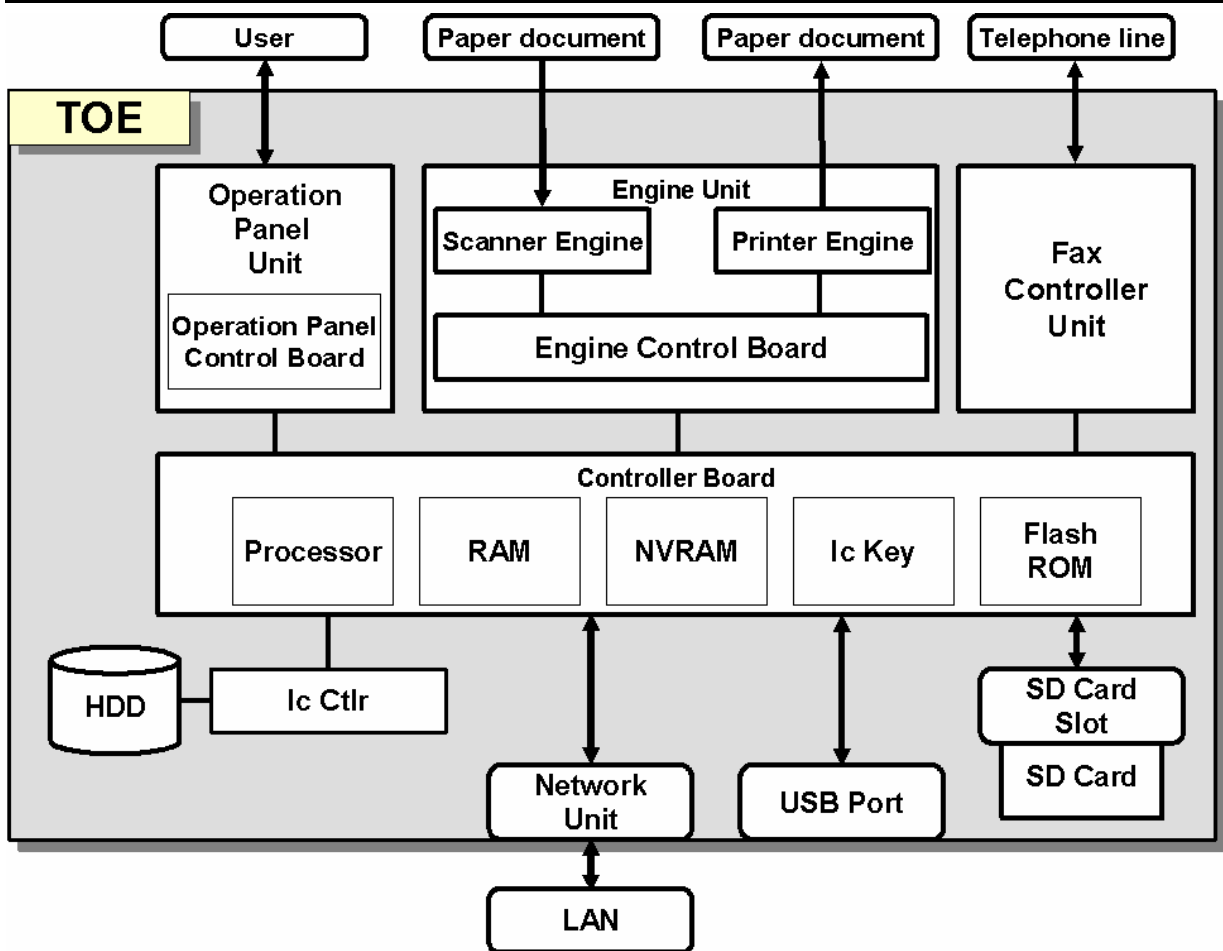 User
Paper document
Paper document
Telephone line
TOE
Operation
Panel
Unit
Operation Panel
Control Board
Engine Unit
Scanner Engine
Printer Engine
Engine Control Board
Fax
Controller
Unit
Controller Board
Processor
RAM
NVRAM
Ic Key
Flash
ROM
HDD
Ic Ctlr
Network
Unit
USB Port
SD Card
Slot
SD Card
LAN